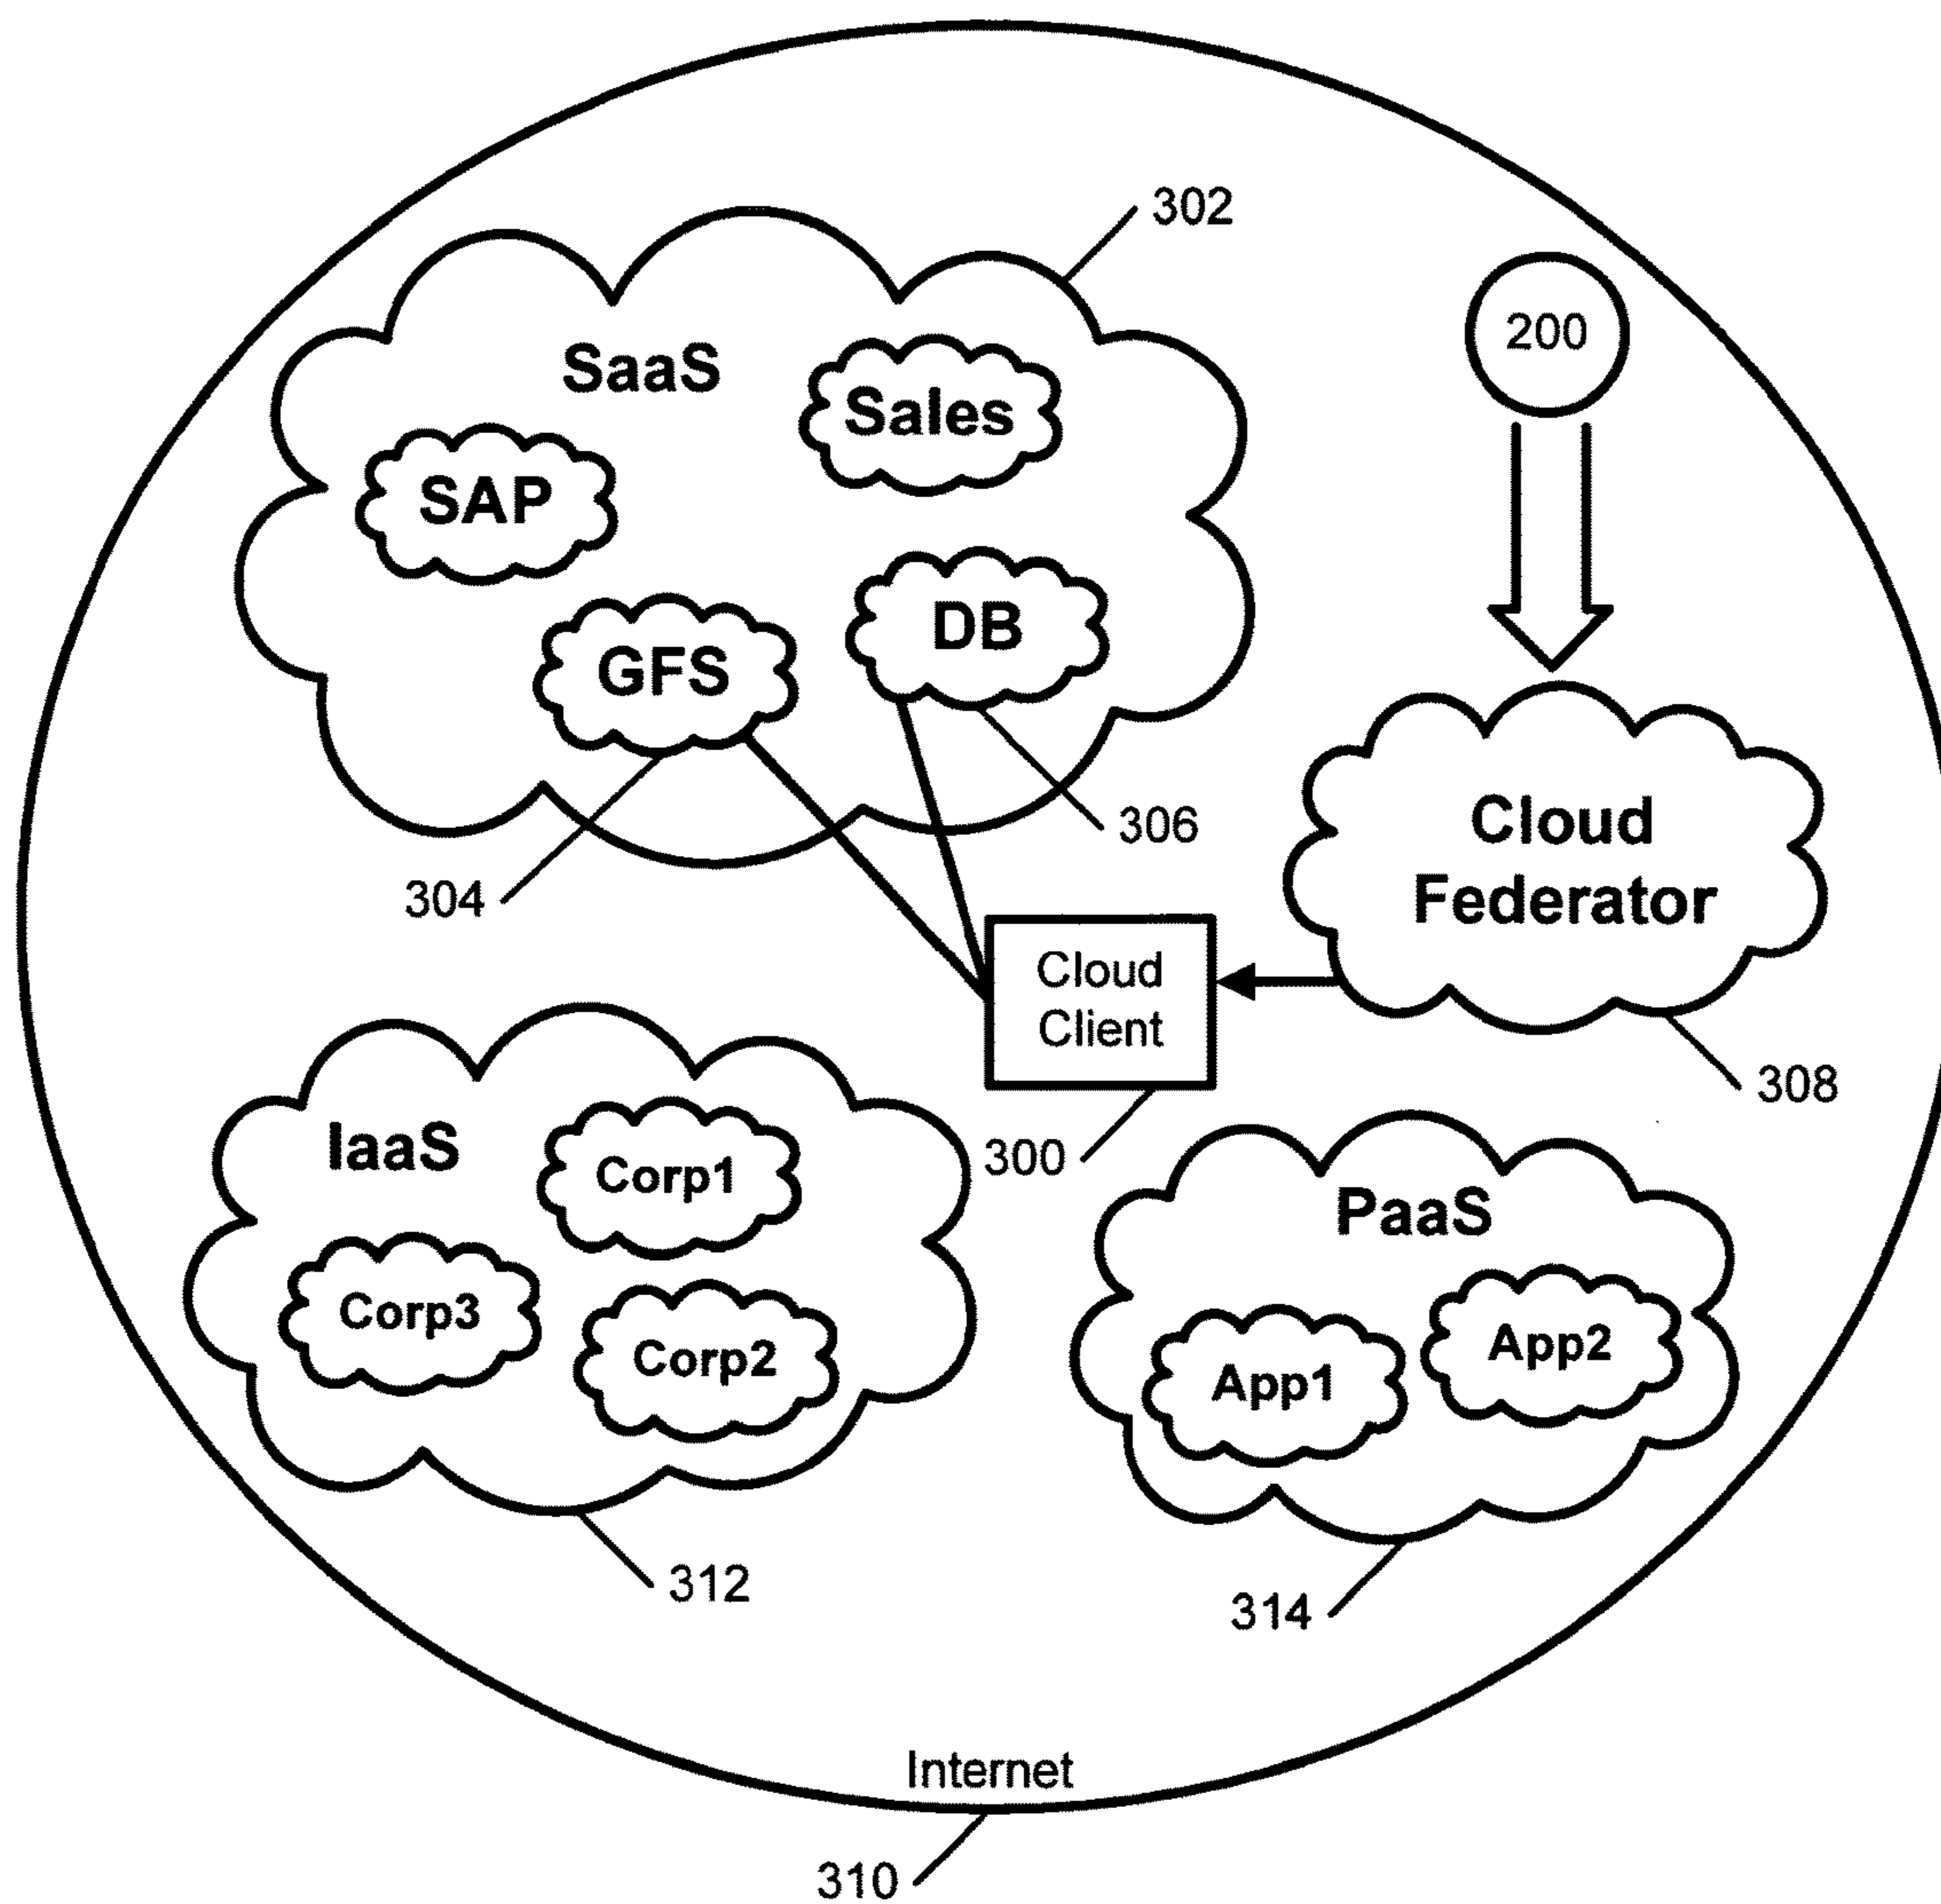 302
200
SaaS
Sales
SAP
DB
GFS
306
304
Cloud
Federator
Cloud
Client
308
300
IaaS
Corp1
PaaS
Corp3
Corp2
App2
App1
312
314
Internet
310